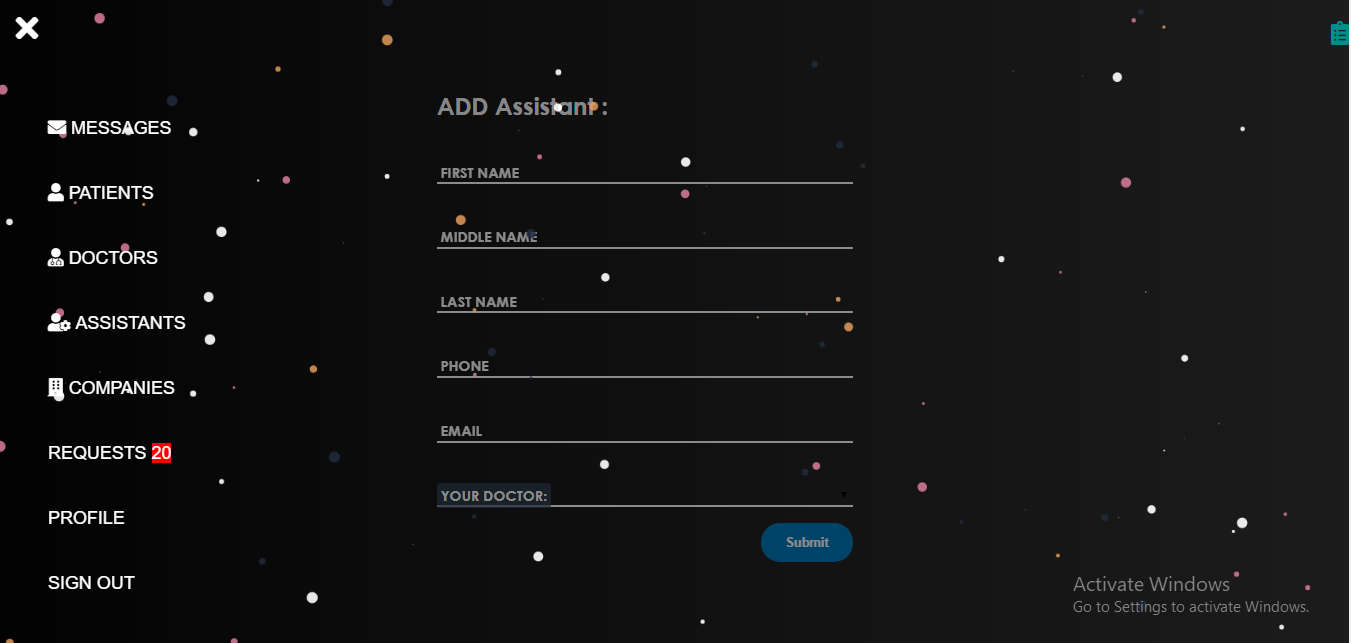 MESSAGES
PATIENTS
DOCTORS
ASSISTANTS
COMPANIES
REQUESTS 20
PROFILE
SIGN OUT
ADD Assistant :
FIRST NAME
MIDDLE NAME
LAST NAME
PHONE
EMAIL
YOUR DOCTOR:
Submit
Activate Windows
Go to Settings to activate Windows.